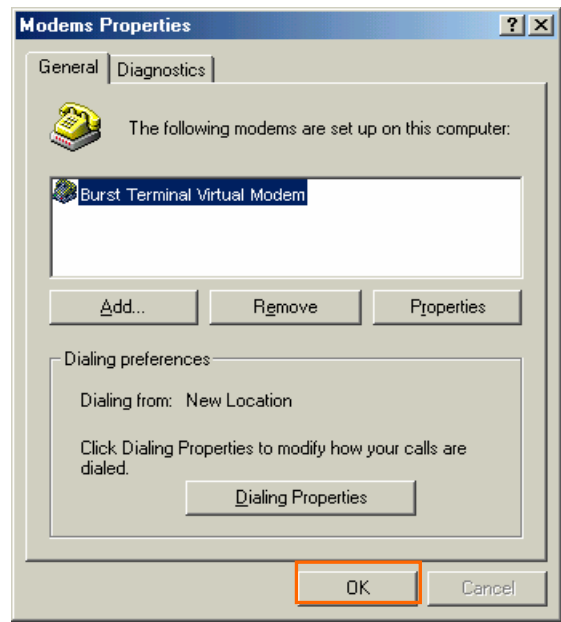 Modems Properties
General
Diagnostics
The following modems are set up on this computer:
Burst Terminal Virtual Modem
Add...
Remove
Properties
Dialing preferences
Dialing from: New Location
Click Dialing Properties to modify how your calls are
dialed.
Dialing Properties
OK
Cancel